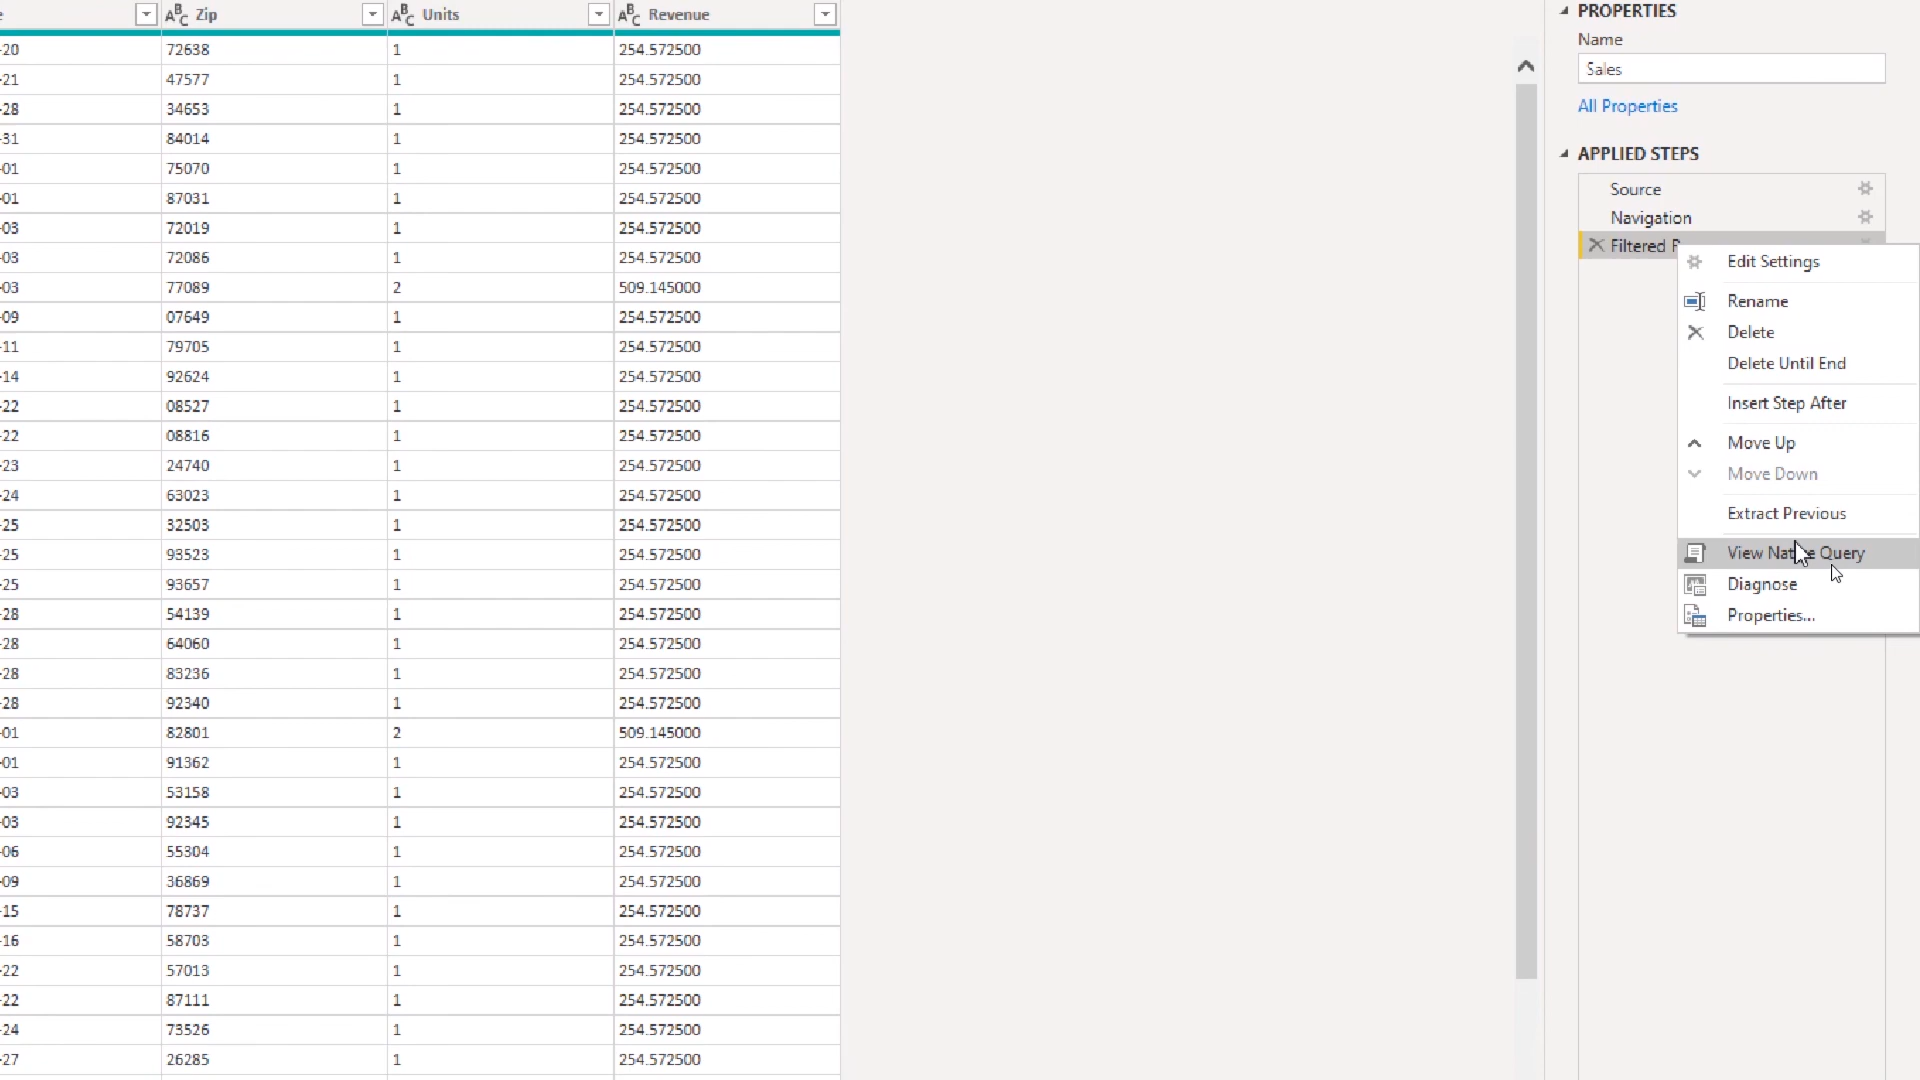 Zip Units Revenue
-20 72638 1 254.572500
-21 47577 1 254.572500
-28 34653 1 254.572500
-31 84014 1 254.572500
-01 75070 1 254.572500
-01 87031 1 254.572500
-03 72019 1 254.572500
-03 72086 1 254.572500
-03 77089 2 509.145000
-09 07649 1 254.572500
-11 79705 1 254.572500
-14 92624 1 254.572500
-22 08527 1 254.572500
-22 08816 1 254.572500
-23 24740 1 254.572500
-24 63023 1 254.572500
-25 32503 1 254.572500
-25 93523 1 254.572500
-25 93657 1 254.572500
-28 54139 1 254.572500
-28 64060 1 254.572500
-28 83236 1 254.572500
-28 92340 1 254.572500
-01 82801 2 509.145000
-01 91362 1 254.572500
-03 53158 1 254.572500
-03 92345 1 254.572500
-06 55304 1 254.572500
-09 36869 1 254.572500
-15 78737 1 254.572500
-16 58703 1 254.572500
-22 57013 1 254.572500
-22 87111 1 254.572500
-24 73526 1 254.572500
-27 26285 1 254.572500
PROPERTIES
Name
Sales
All Properties
APPLIED STEPS
Source
Navigation
Filtered
Edit Settings
Rename
Delete
Delete Until End
Insert Step After
Move Up
Move Down
Extract Previous
View Native Query
Diagnose
Properties...